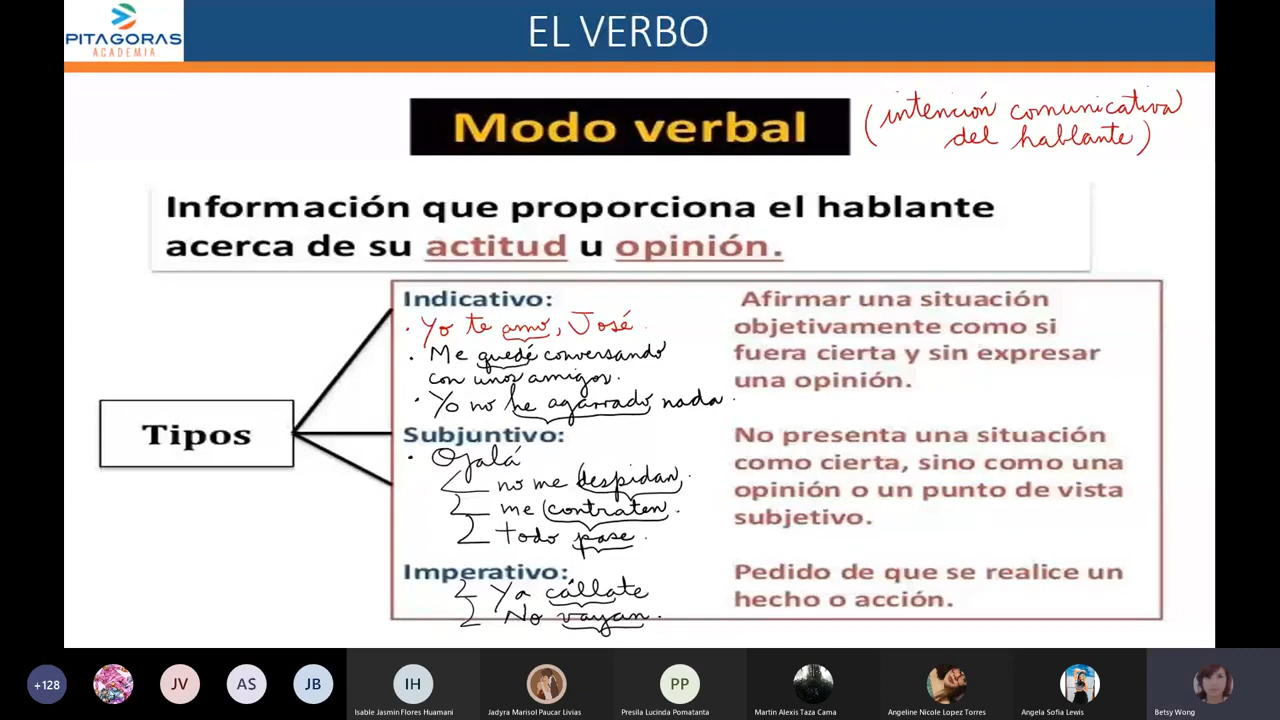 PITAGORAS
ACADEMIA
EL VERBO
Modo verbal
(intención comunicativa
del hablante)
Información que proporciona el hablante
acerca de su actitud u opinión.
Tipos
Indicativo:
· Yo te amo, José.
· Me quedé conversando
con unos amigos.
· Yo no he agarrado nada.
Afirmar una situación
objetivamente como si
fuera cierta y sin expresar
una opinión.
Subjuntivo:
· Ojalá
no me despidan.
me contraten.
todo pase.
No presenta una situación
como cierta, sino como una
opinión o un punto de vista
subjetivo.
Imperativo:
Ya cállate
No vayan.
Pedido de que se realice un
hecho o acción.
+128
JV
AS
JB
IH
Isable Jasmin Flores Huamani
Jadyra Marisol Paucar Livias
PP
Presila Lucinda Pomatanta
Martin Alexis Taza Cama
Angeline Nicole Lopez Torres
Angela Sofia Lewis
Betsy Wong